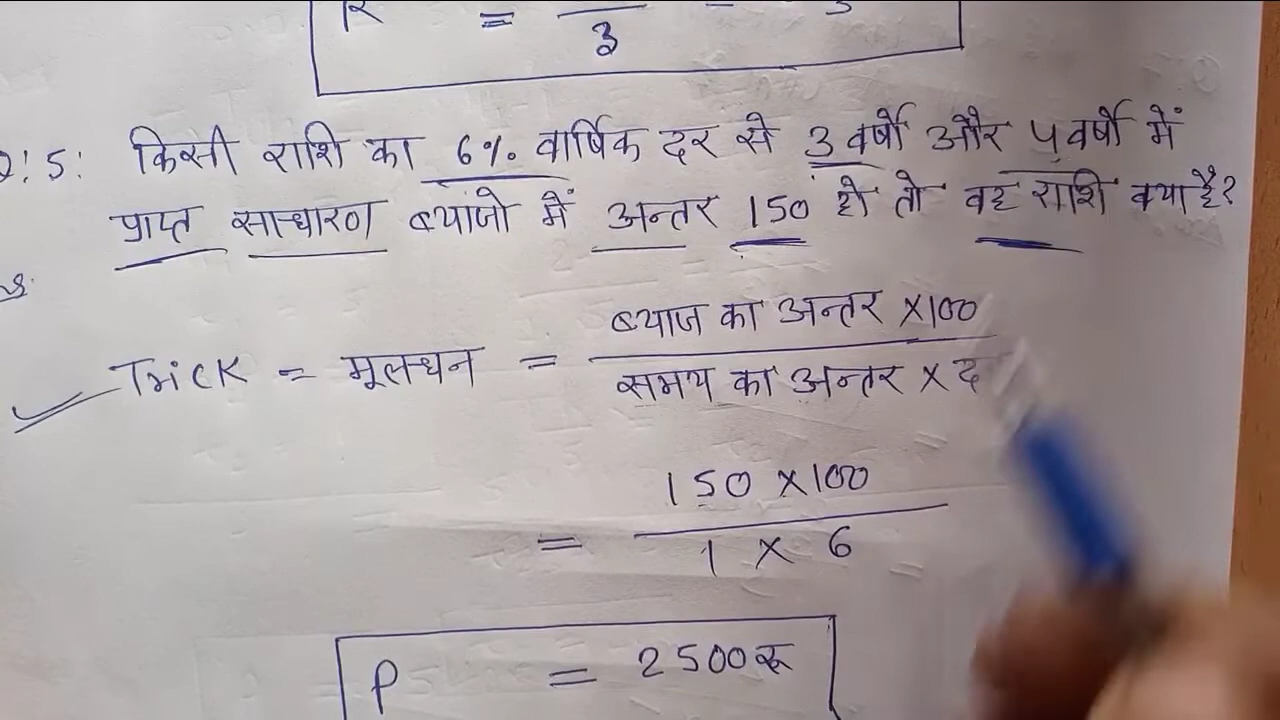 = 3
Q: 5: किसी राशि का 6% वार्षिक दर से 3 वर्षो और 4 वर्षो में
प्राप्त साधारण ब्याजो में अन्तर 150 हो तो वह राशि क्या है?
Trick = मूलधन = ब्याज का अन्तर ×100
समय का अन्तर ×
= 150 ×100
1 × 6
P = 2500रू